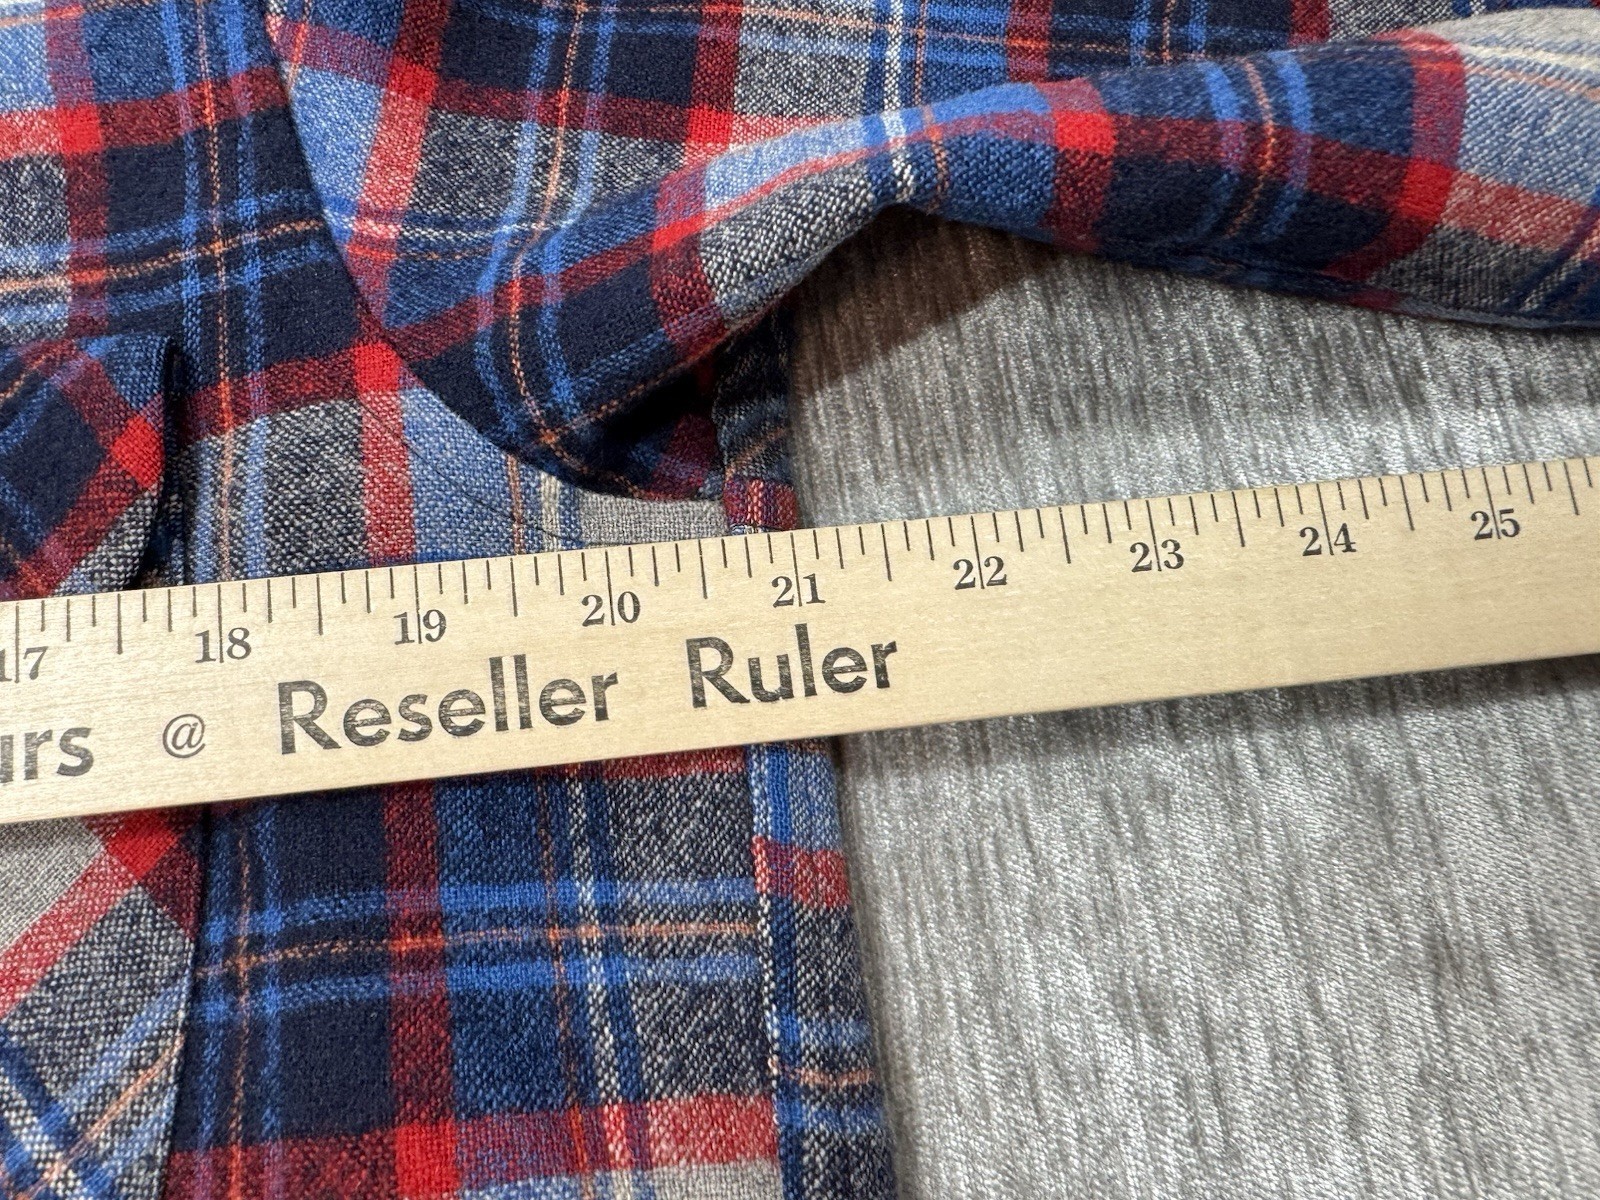 17 18 19 20 21 22 23 24 25
urs @ Reseller Ruler